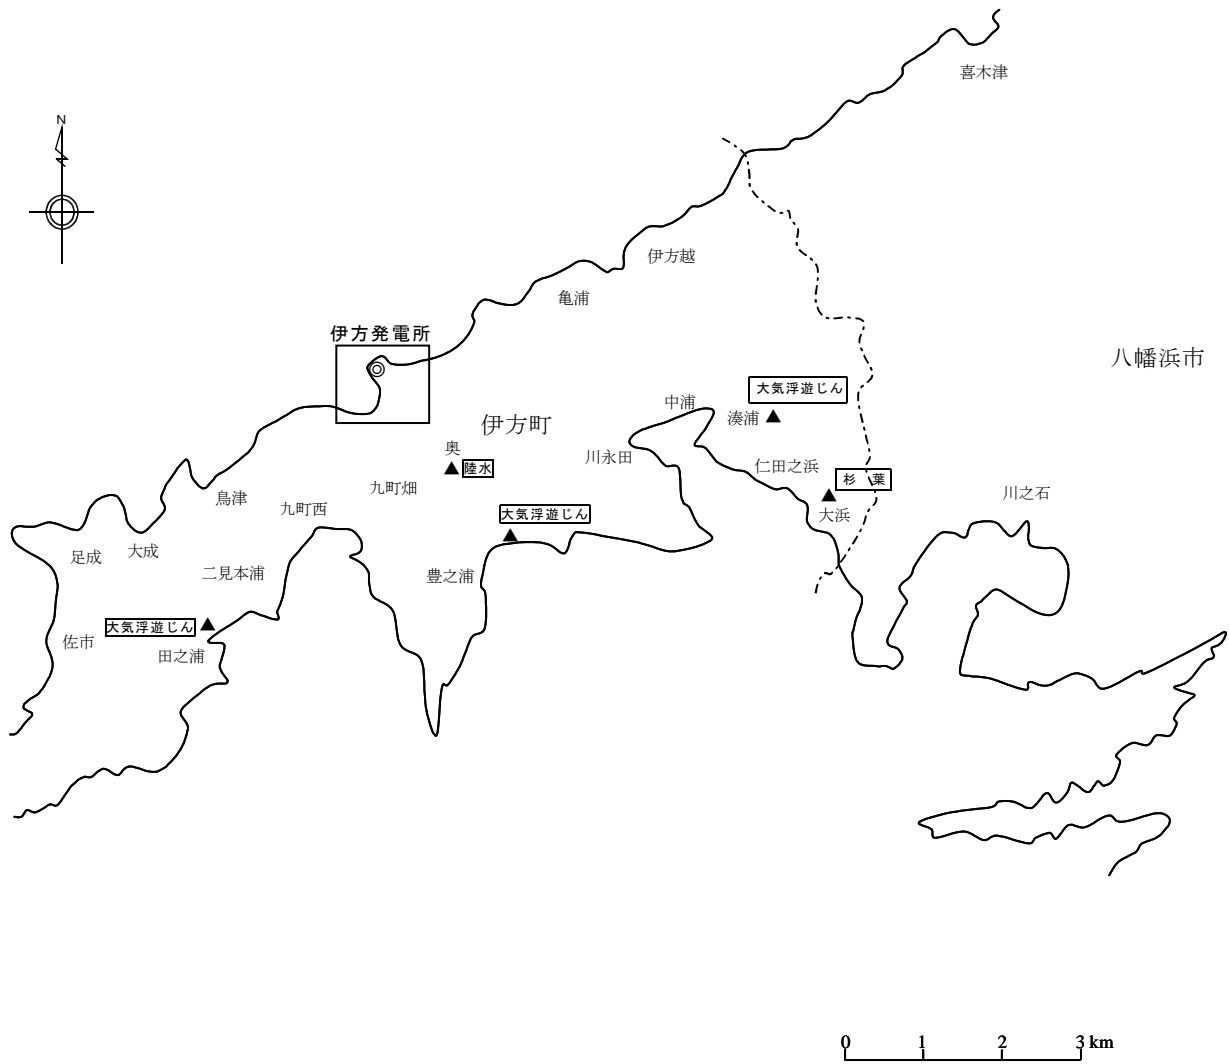 喜木津
N
伊方越
亀浦
伊方発電所
八幡浜市
大気浮遊じん
中浦
湊浦
伊方町
奥
陸水
川永田
仁田之浜
杉 葉
九町畑
鳥津
九町西
大気浮遊じん
大浜
川之石
足成
大成
二見本浦
豊之浦
大気浮遊じん
佐市
田之浦
0 1 2 3 km